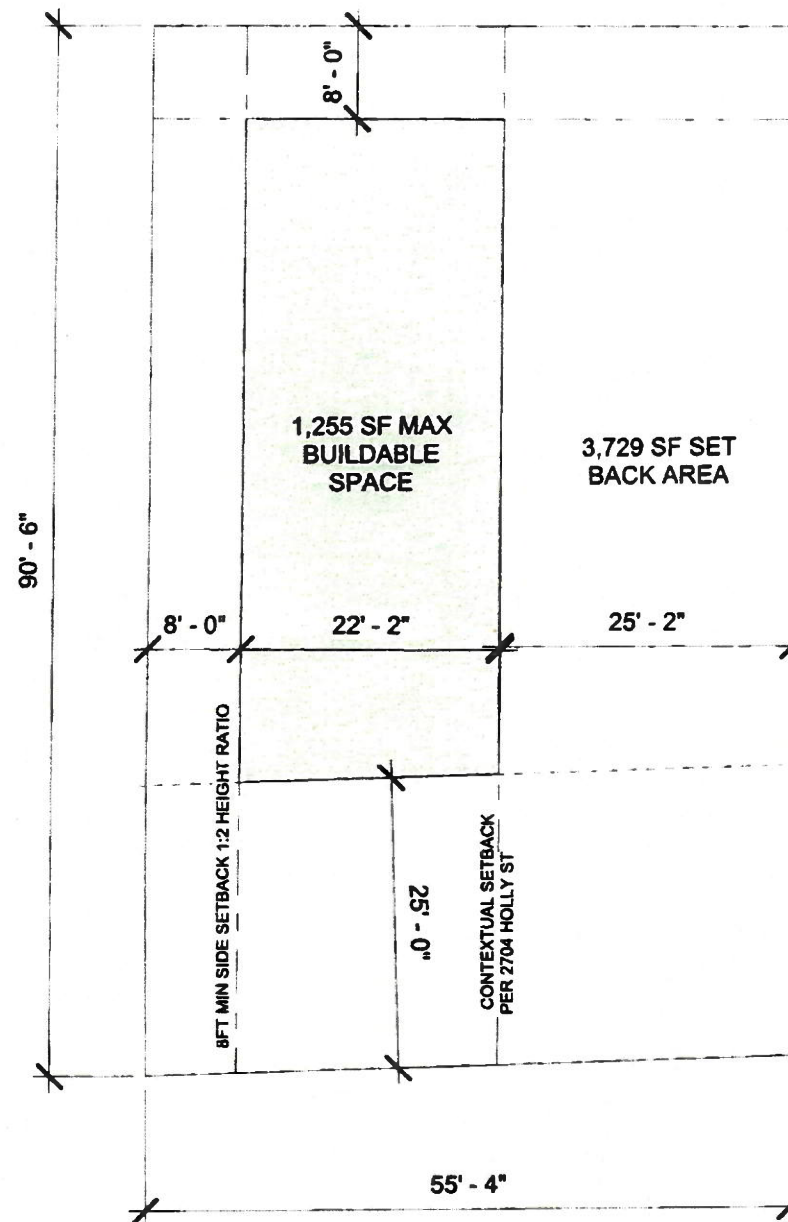 8' - 0"
1,255 SF MAX
BUILDABLE
SPACE
3,729 SF SET
BACK AREA
90' - 6"
8' - 0"
22' - 2"
25' - 2"
8FT MIN SIDE SETBACK 1:2 HEIGHT RATIO
25' - 0"
CONTEXTUAL SETBACK
PER 2704 HOLLY ST
55' - 4"